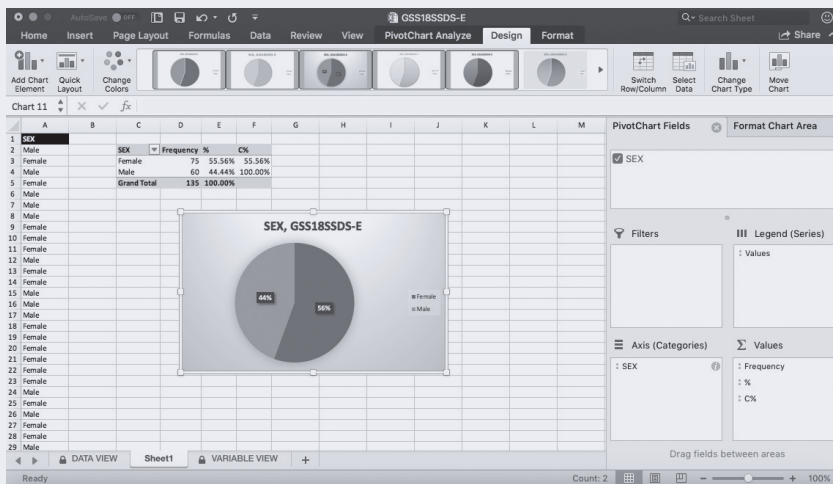 AutoSave OFF GSS18SSDS-E Search Sheet
Home Insert Page Layout Formulas Data Review View PivotChart Analyze Design Format Share
Add Chart Element Quick Layout Change Colors Switch Row/Column Select Data Change Chart Type Move Chart
Chart 11 fx
A B C D E F G H I J K L M
1 SEX
2 Male SEX Frequency % C%
3 Female Female 75 55.56% 55.56%
4 Male Male 60 44.44% 100.00%
5 Female Grand Total 135 100.00%
6 Male
7 Male
8 Male
9 Female
10 Female
11 Female
12 Male
13 Female
14 Female
15 Male
16 Male
17 Male
18 Female
19 Female
20 Female
21 Female
22 Female
23 Female
24 Male
25 Female
26 Male
27 Female
28 Female
29 Male
SEX, GSS18SSDS-E
44%
56%
Female
Male
PivotChart Fields Format Chart Area
SEX
Filters Legend (Series)
Values
Axis (Categories) Σ Values
SEX Frequency
%
C%
Drag fields between areas
DATA VIEW Sheet1 VARIABLE VIEW +
Ready Count: 2 100%